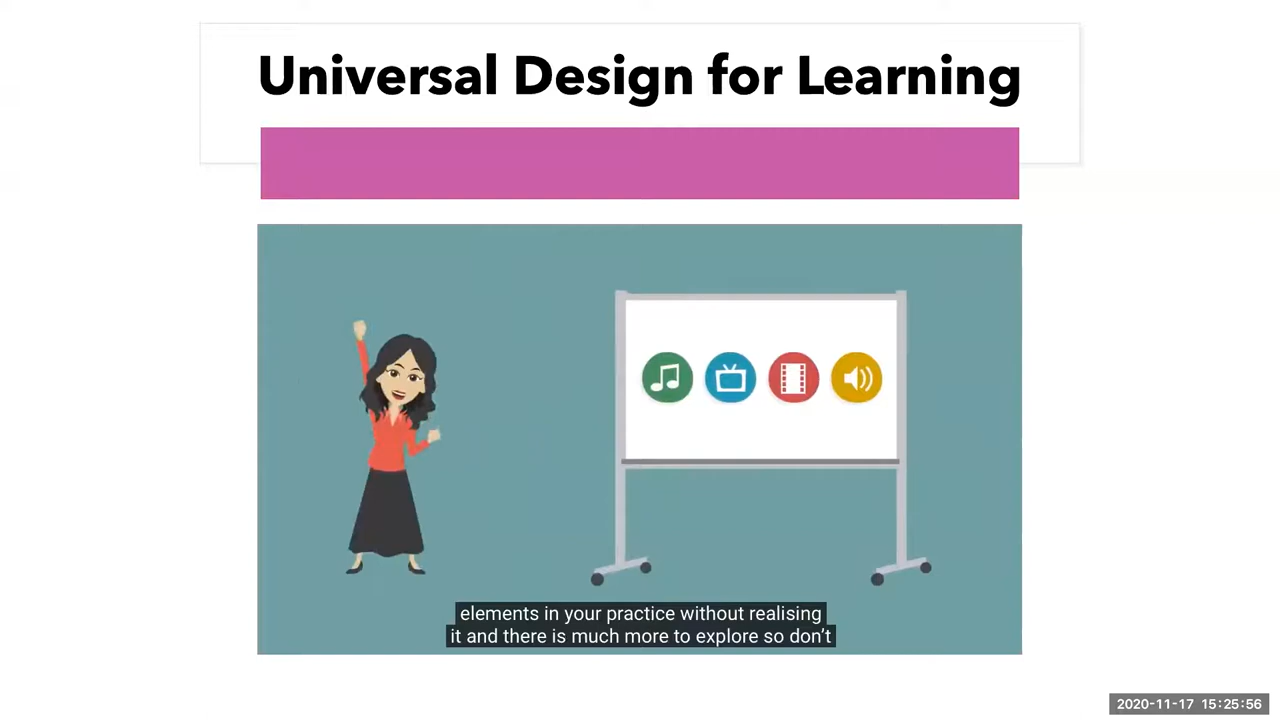 Universal Design for Learning
elements in your practice without realising
it and there is much more to explore so don't
2020-11-17 15:25:56